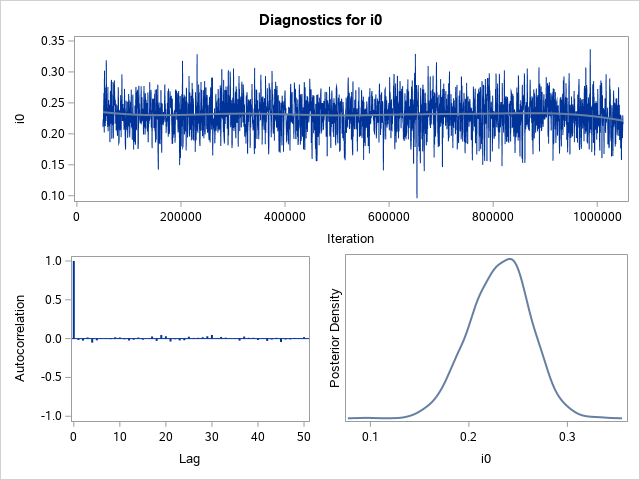 Diagnostics for i0
0.35
0.30
0.25
0.20
0.15
0.10
i0
0 200000 400000 600000 800000 1000000
Iteration
1.0
0.5
0.0
-0.5
-1.0
Autocorrelation
0 10 20 30 40 50
Lag
Posterior Density
0.1 0.2 0.3
i0